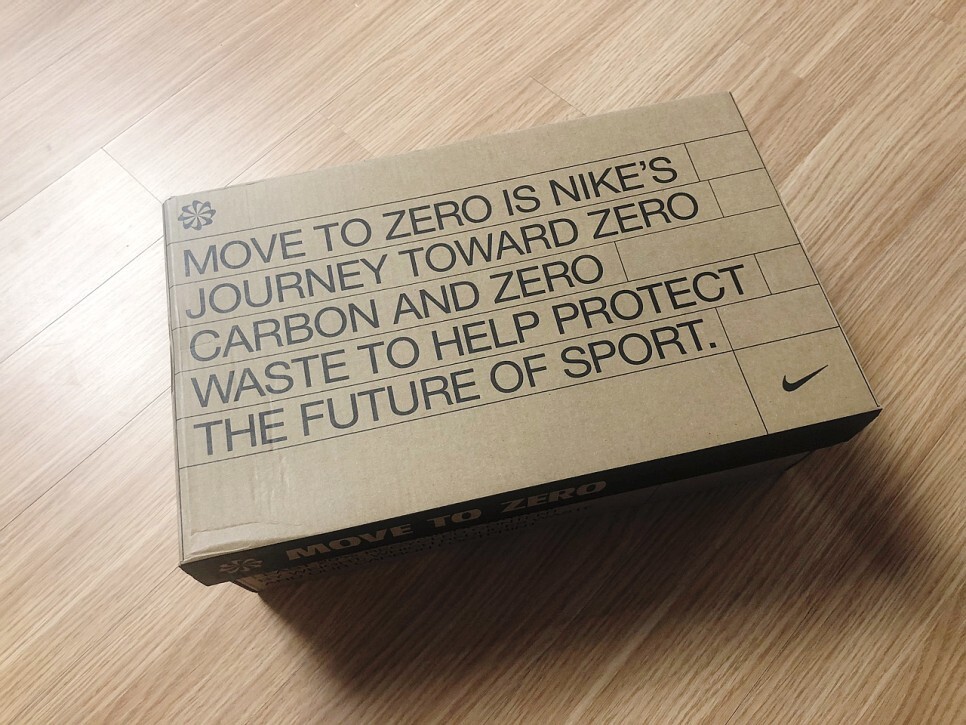 MOVE TO ZERO IS NIKE'S
JOURNEY TOWARD ZERO
CARBON AND ZERO
WASTE TO HELP PROTECT
THE FUTURE OF SPORT.
MOVE TO ZERO